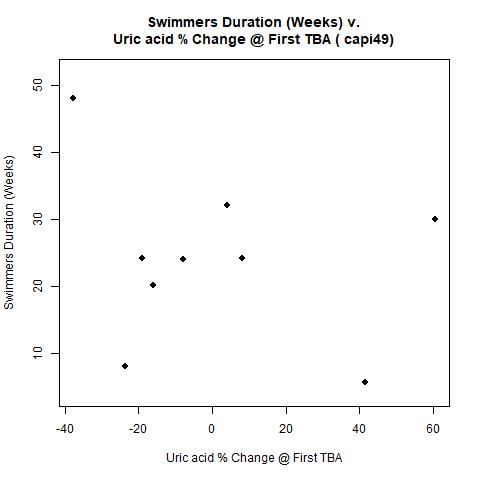 Swimmers Duration (Weeks) v.
Uric acid % Change @ First TBA ( capi49)
Swimmers Duration (Weeks)
50
40
30
20
10
-40 -20 0 20 40 60
Uric acid % Change @ First TBA